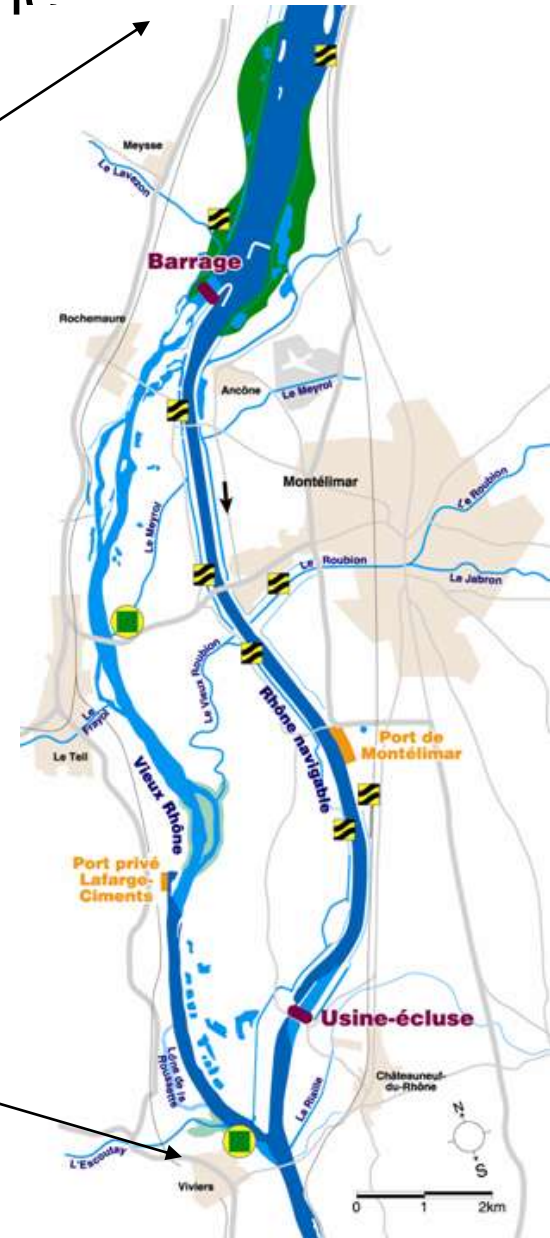 Meysse
Le Lavezon
Barrage
Rochemaure
Ancône
Le Meyrol
Montélimar
Le Roubion
Le Meyrol
Le Roubion
Le Jabron
Le Vieux Roubion
Rhône navigable
Le
Frayol
Port de
Montélimar
Le Teil
Vieux Rhône
Port privé
Lafarge-
Ciments
Usine-écluse
Lône de la
Roussette
Châteauneuf-
du-Rhône
La Riaille
N
S
L'Escoutay
Viviers
0 1 2km